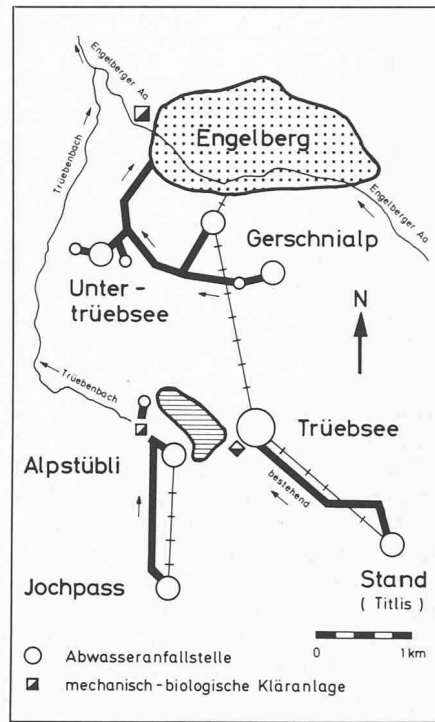 Engelberger Aa
Engelberg
Trüebenbach
Engelberger Aa
Gerschnialp
Unter-
trüebsee
N
Trüebenbach
Trüebsee
Alpstübli
bestehend
Jochpass
Stand
(Titlis)
0 1km
Abwasseranfallstelle
mechanisch-biologische Kläranlage